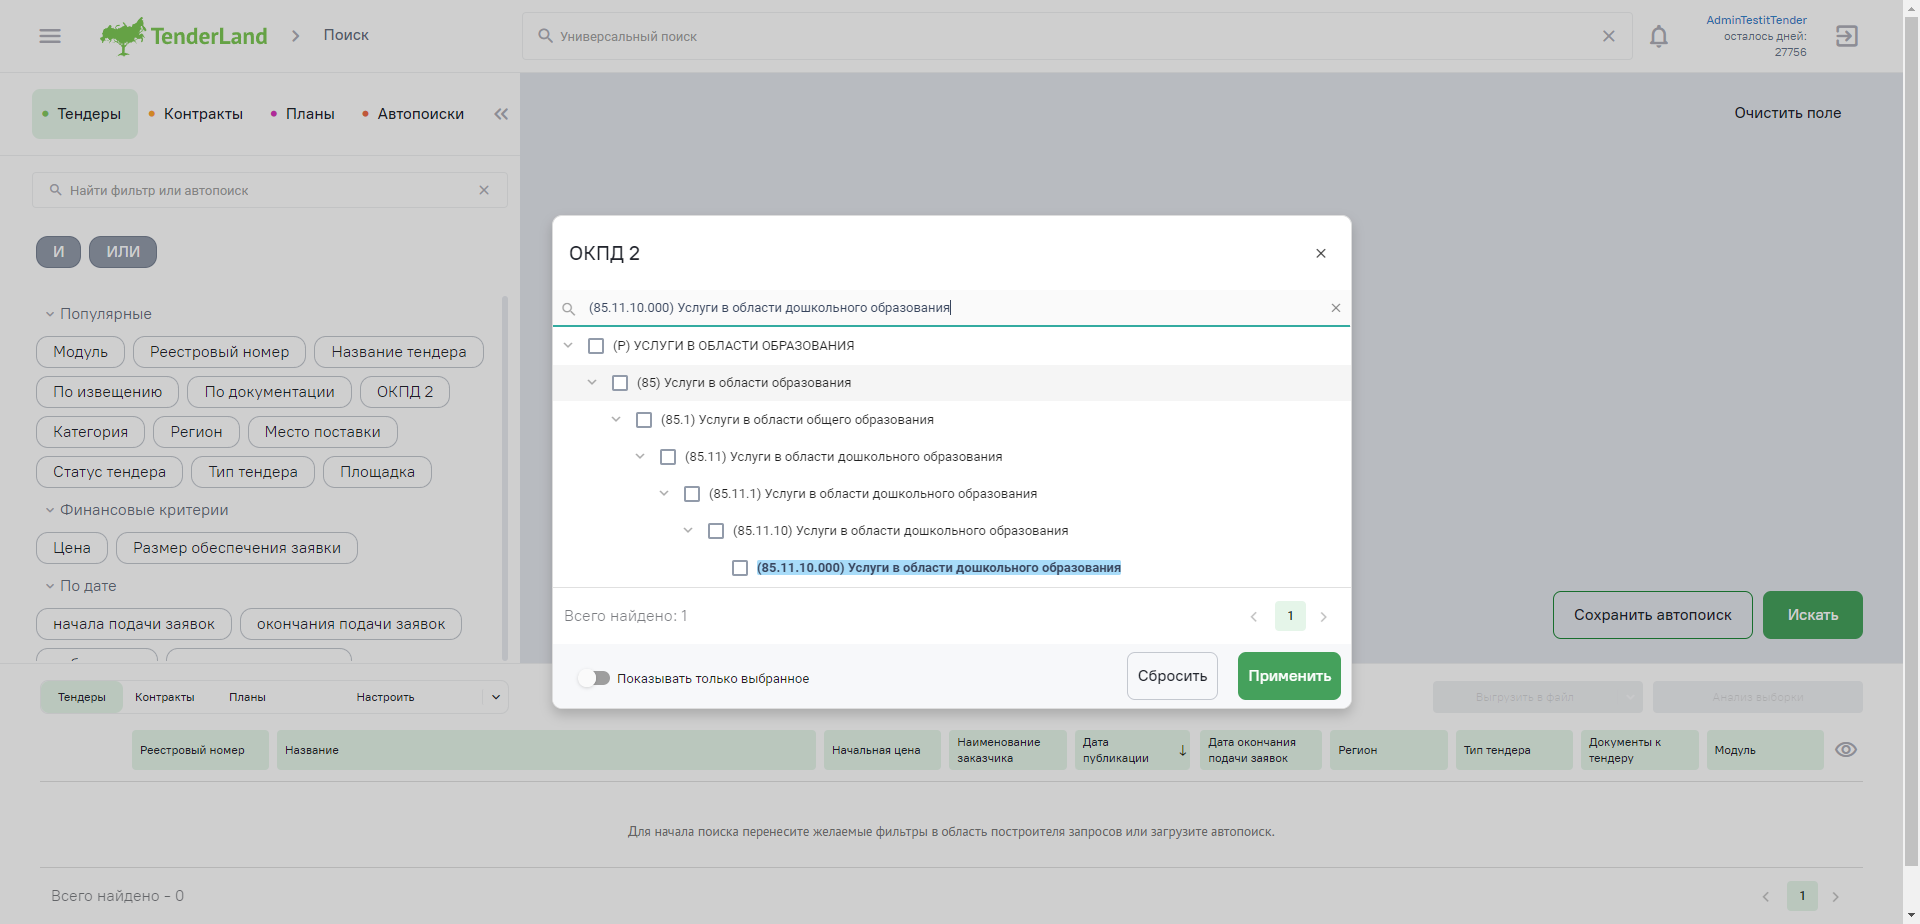 TenderLand
Поиск
Универсальный поиск
AdminTestitTender
осталось дней:
27756
Тендеры
Контракты
Планы
Автопоиски
Очистить поле
Найти фильтр или автопоиск
И
ИЛИ
Популярные
Модуль
Реестровый номер
Название тендера
По извещению
По документации
ОКПД 2
Категория
Регион
Место поставки
Статус тендера
Тип тендера
Площадка
Финансовые критерии
Цена
Размер обеспечения заявки
По дате
начала подачи заявок
окончания подачи заявок
ОКПД 2
(85.11.10.000) Услуги в области дошкольного образования
(P) УСЛУГИ В ОБЛАСТИ ОБРАЗОВАНИЯ
(85) Услуги в области образования
(85.1) Услуги в области общего образования
(85.11) Услуги в области дошкольного образования
(85.11.1) Услуги в области дошкольного образования
(85.11.10) Услуги в области дошкольного образования
(85.11.10.000) Услуги в области дошкольного образования
Всего найдено: 1
1
Показывать только выбранное
Сбросить
Применить
Сохранить автопоиск
Искать
Тендеры
Контракты
Планы
Настроить
Выгрузить в файл
Анализ выборки
Реестровый номер
Название
Начальная цена
Наименование
заказчика
Дата
публикации
Дата окончания
подачи заявок
Регион
Тип тендера
Документы к
тендеру
Модуль
Для начала поиска перенесите желаемые фильтры в область построителя запросов или загрузите автопоиск.
Всего найдено - 0
1